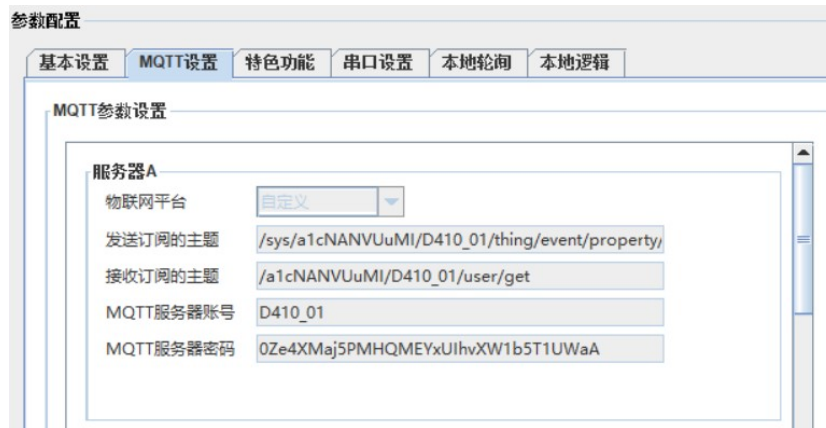 参数配置
基本设置 MQTT设置 特色功能 串口设置 本地轮询 本地逻辑
MQTT参数设置
服务器A
物联网平台 自定义
发送订阅的主题 /sys/a1cNANVUuMI/D410_01/thing/event/property/
接收订阅的主题 /a1cNANVUuMI/D410_01/user/get
MQTT服务器账号 D410_01
MQTT服务器密码 0Ze4XMaj5PMHQMEYxUIhvXW1b5T1UWaA